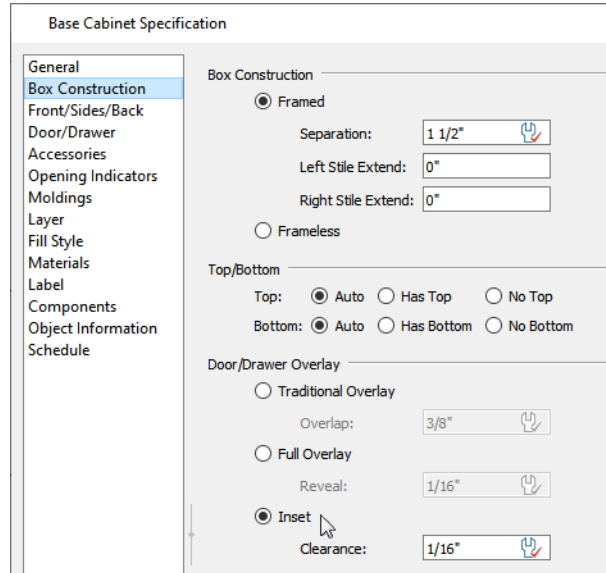 Base Cabinet Specification
General
Box Construction
Front/Sides/Back
Door/Drawer
Accessories
Opening Indicators
Moldings
Layer
Fill Style
Materials
Label
Components
Object Information
Schedule
Box Construction
Framed
Separation: 1 1/2"
Left Stile Extend: 0"
Right Stile Extend: 0"
Frameless
Top/Bottom
Top: Auto Has Top No Top
Bottom: Auto Has Bottom No Bottom
Door/Drawer Overlay
Traditional Overlay
Overlap: 3/8"
Full Overlay
Reveal: 1/16"
Inset
Clearance: 1/16"